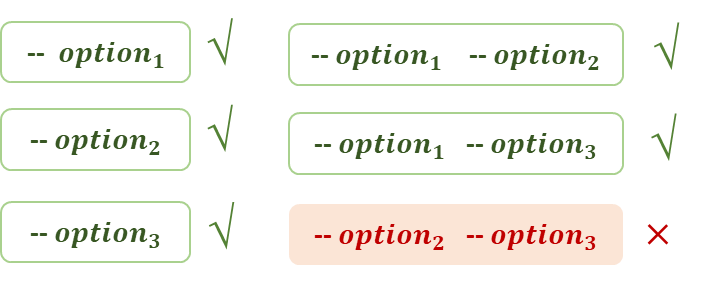 -- option₁ √
-- option₁ -- option₂ √
-- option₂ √
-- option₁ -- option₃ √
-- option₃ √
-- option₂ -- option₃ ×